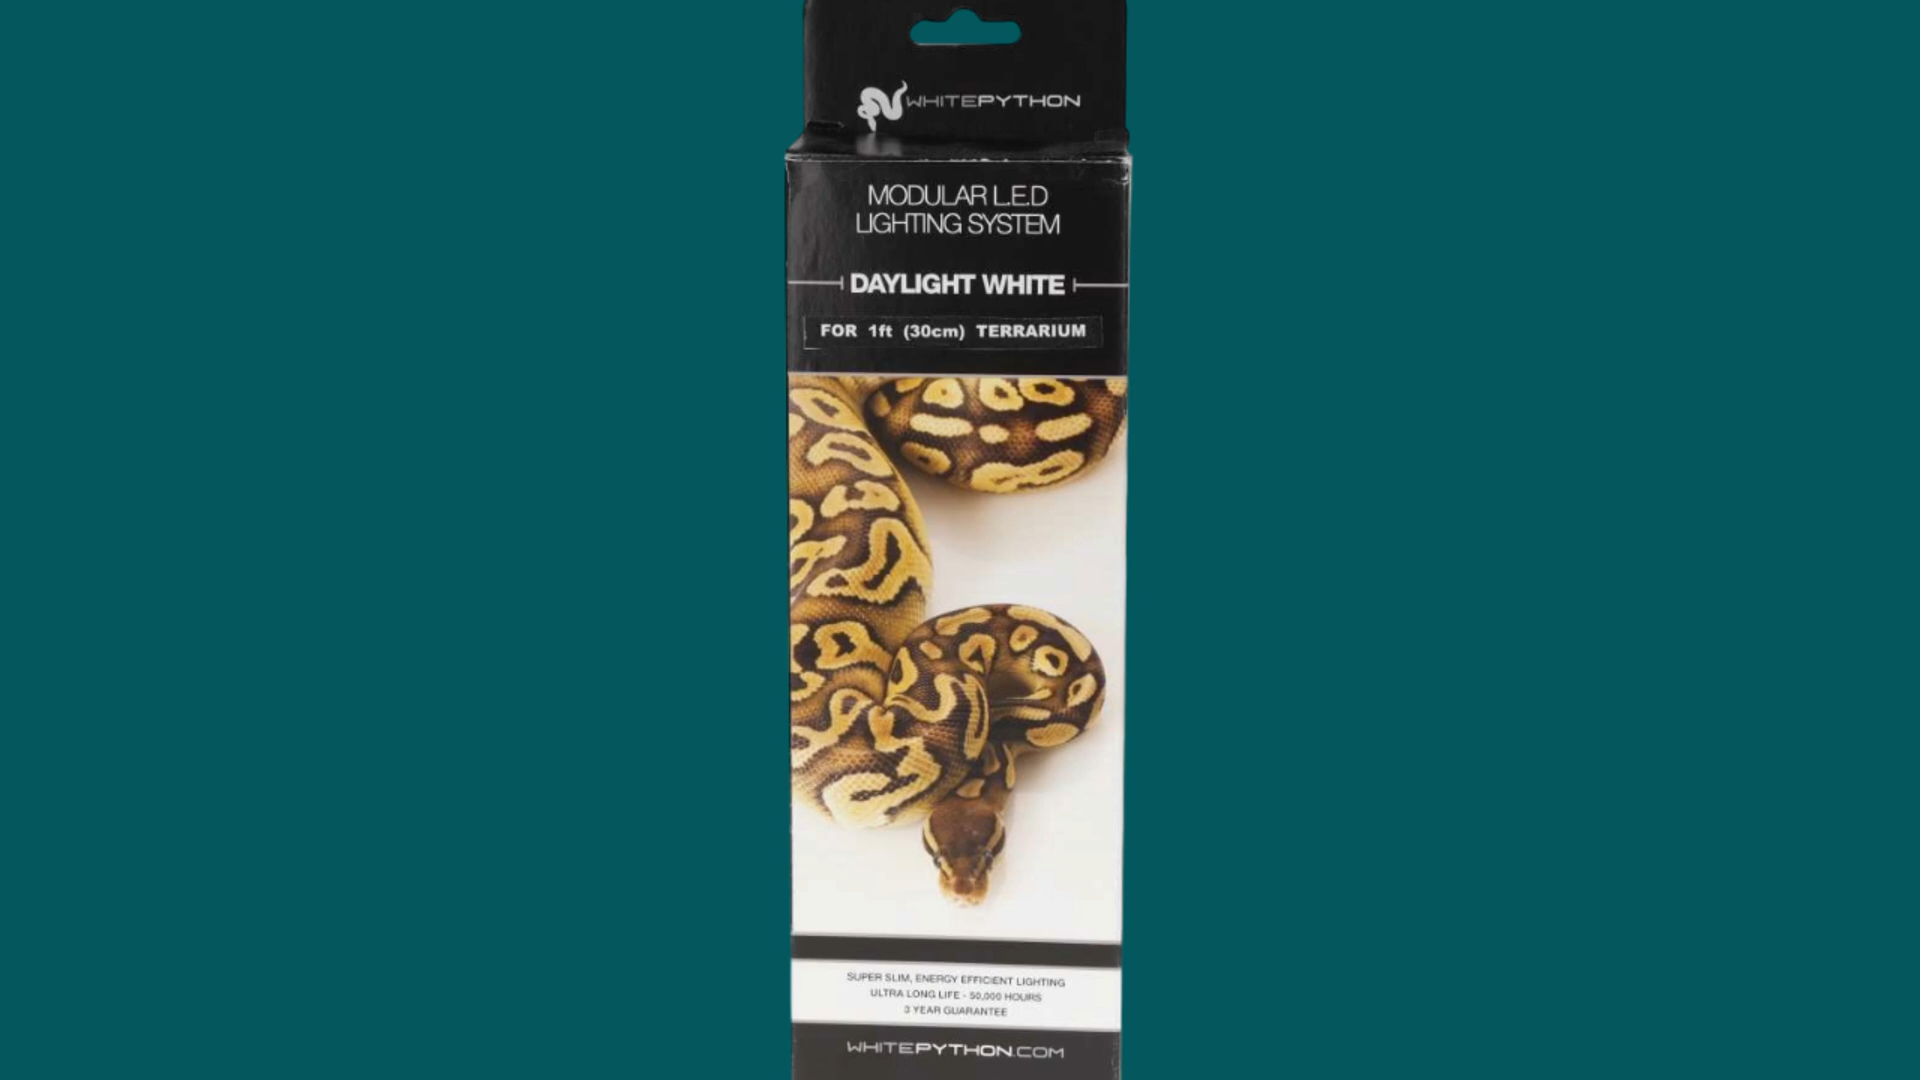 WHITEPYTHON
MODULAR L.E.D
LIGHTING SYSTEM
DAYLIGHT WHITE
FOR 1ft (30cm) TERRARIUM
SUPER SLIM, ENERGY EFFICIENT LIGHTING
ULTRA LONG LIFE - 50,000 HOURS
3 YEAR GUARANTEE
WHITEPYTHON.COM